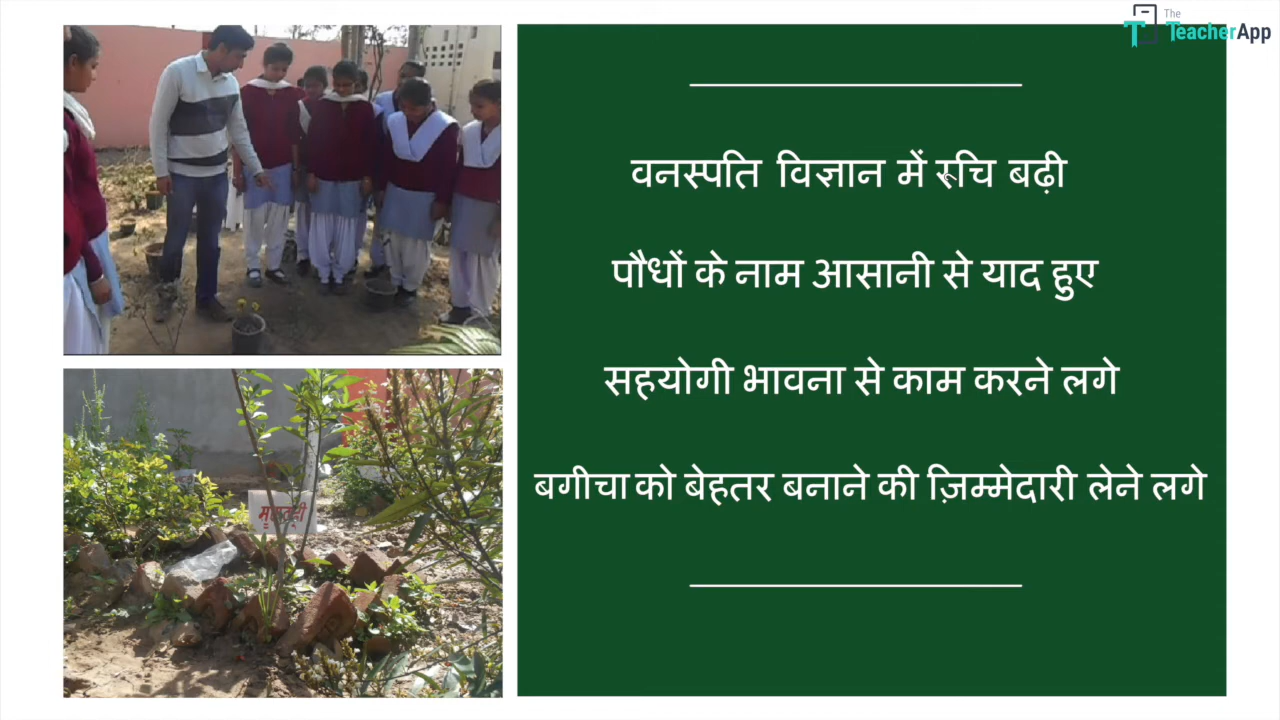 The
TeacherApp
वनस्पति विज्ञान में रूचि बढ़ी
पौधों के नाम आसानी से याद हुए
सहयोगी भावना से काम करने लगे
बगीचा को बेहतर बनाने की ज़िम्मेदारी लेने लगे